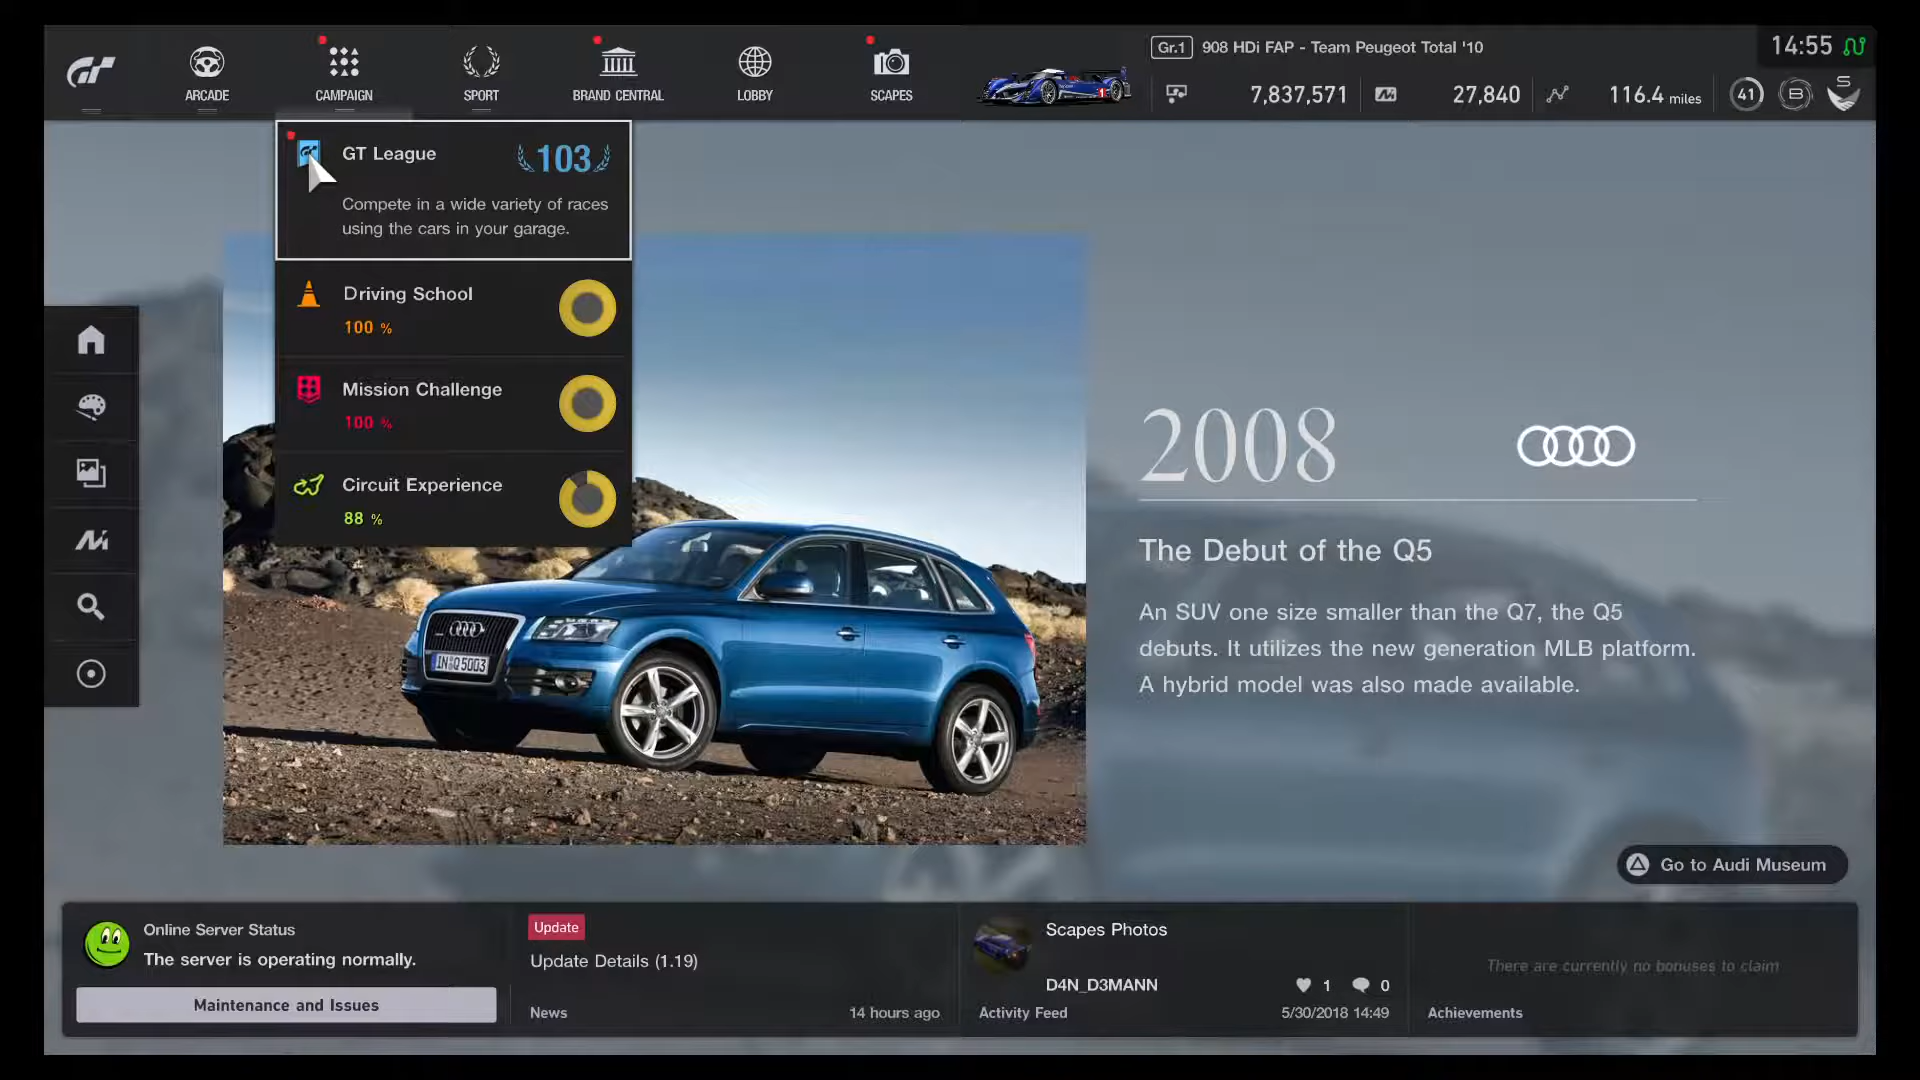 ARCADE
CAMPAIGN
SPORT
BRAND CENTRAL
LOBBY
SCAPES
Gr.1 908 HDi FAP - Team Peugeot Total '10
14:55
7,837,571
27,840
116.4 miles
41
B
S
GT League
103
Compete in a wide variety of races
using the cars in your garage.
Driving School
100 %
Mission Challenge
100 %
Circuit Experience
88 %
IN Q 5003
2008
The Debut of the Q5
An SUV one size smaller than the Q7, the Q5
debuts. It utilizes the new generation MLB platform.
A hybrid model was also made available.
Go to Audi Museum
Online Server Status
The server is operating normally.
Maintenance and Issues
Update
Update Details (1.19)
News
14 hours ago
Scapes Photos
D4N_D3MANN
1
0
Activity Feed
5/30/2018 14:49
There are currently no bonuses to claim
Achievements